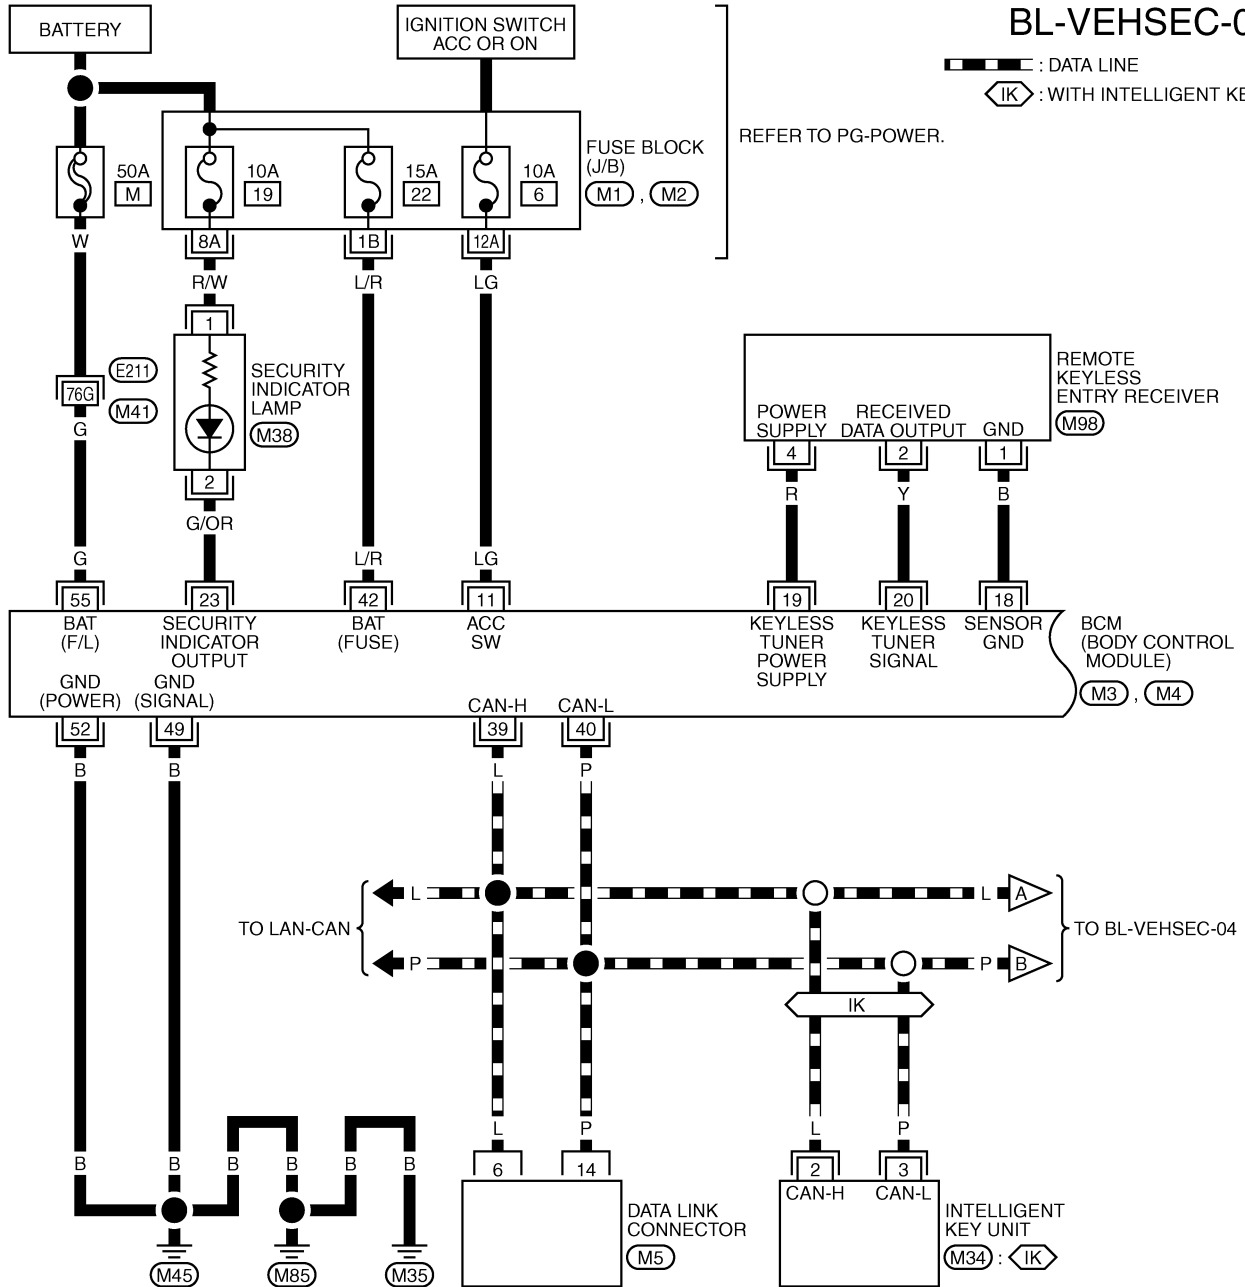 BL-VEHSEC-0
BATTERY
IGNITION SWITCH
ACC OR ON
: DATA LINE
IK : WITH INTELLIGENT KE
REFER TO PG-POWER.
FUSE BLOCK
(J/B)
M1 , M2
50A
M
10A
19
15A
22
10A
6
W
8A
1B
12A
R/W
L/R
LG
1
E211
76G
M41
G
SECURITY
INDICATOR
LAMP
M38
2
G/OR
REMOTE
KEYLESS
ENTRY RECEIVER
M98
POWER
SUPPLY
RECEIVED
DATA OUTPUT
GND
4
2
1
R
Y
B
G
L/R
LG
55
23
42
11
19
20
18
BAT
(F/L)
SECURITY
INDICATOR
OUTPUT
BAT
(FUSE)
ACC
SW
KEYLESS
TUNER
POWER
SUPPLY
KEYLESS
TUNER
SIGNAL
SENSOR
GND
BCM
(BODY CONTROL
MODULE)
M3 , M4
GND
(POWER)
GND
(SIGNAL)
CAN-H
CAN-L
52
49
39
40
B
B
L
P
L
L
A
TO LAN-CAN
TO BL-VEHSEC-04
P
P
B
IK
L
P
L
P
B
B
B
B
B
B
6
14
2
3
CAN-H
CAN-L
DATA LINK
CONNECTOR
M5
INTELLIGENT
KEY UNIT
M34 : IK
M45
M85
M35